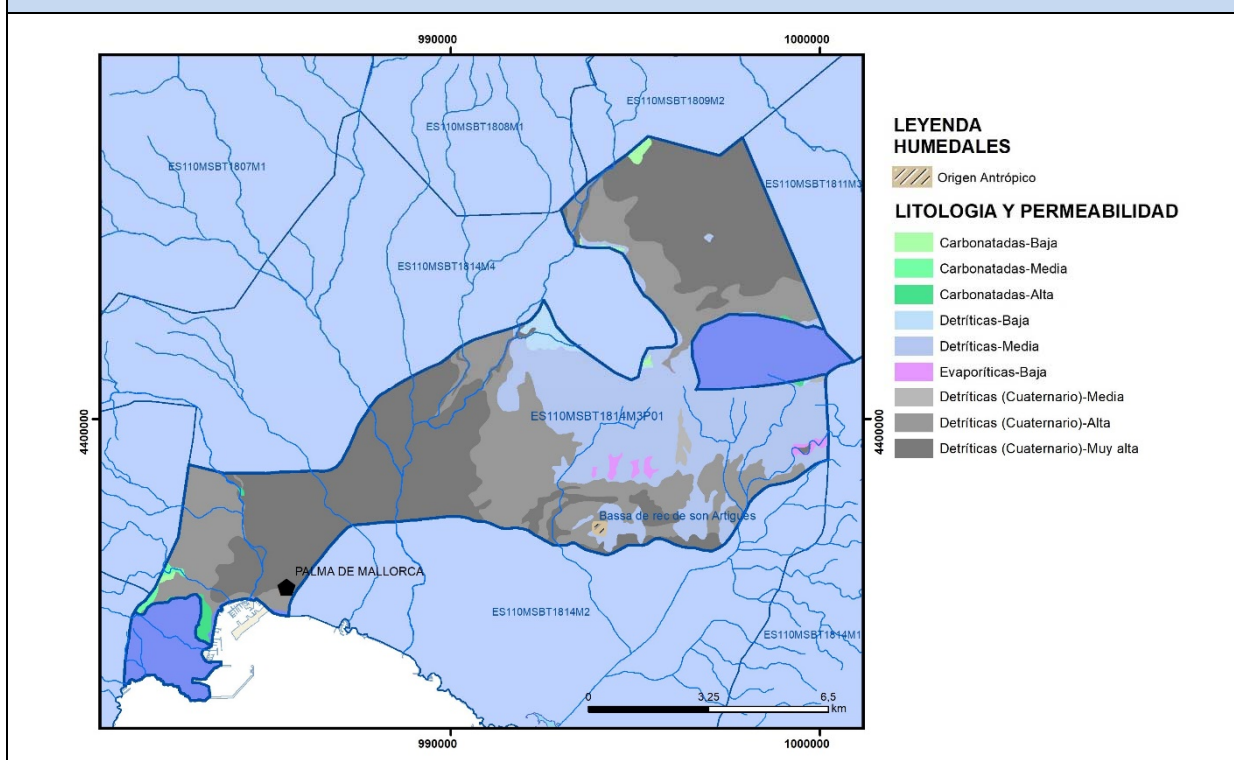 990000
1000000
ES110MSBT1809M2
ES110MSBT1808M1
ES110MSBT1807M1
ES110MSBT1811M3
ES110MSBT1814M4
4400000
ES110MSBT1814M3P01
4400000
Bassa de rec de son Artigues
PALMA DE MALLORCA
ES110MSBT1814M2
ES110MSBT1814M1
0
3,25
6,5
km
990000
1000000
LEYENDA
HUMEDALES
Origen Antrópico
LITOLOGIA Y PERMEABILIDAD
Carbonatadas-Baja
Carbonatadas-Media
Carbonatadas-Alta
Detríticas-Baja
Detríticas-Media
Evaporíticas-Baja
Detríticas (Cuaternario)-Media
Detríticas (Cuaternario)-Alta
Detríticas (Cuaternario)-Muy alta